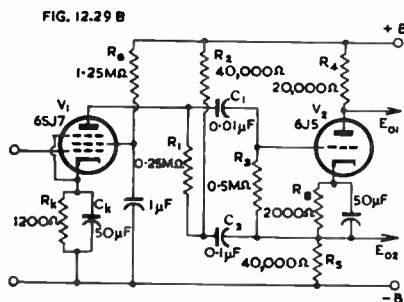 FIG. 12.29 B
+ B
R6
1.25MΩ
R2
40,000Ω
R4
20,000Ω
V1
6SJ7
C1
0.01μF
V2
6J5
E01
R1
0.25MΩ
R3
0.5MΩ
Rk
1200Ω
Ck
50μF
1μF
C2
0.1μF
R8
2000Ω
50μF
E02
40,000Ω
R5
- B